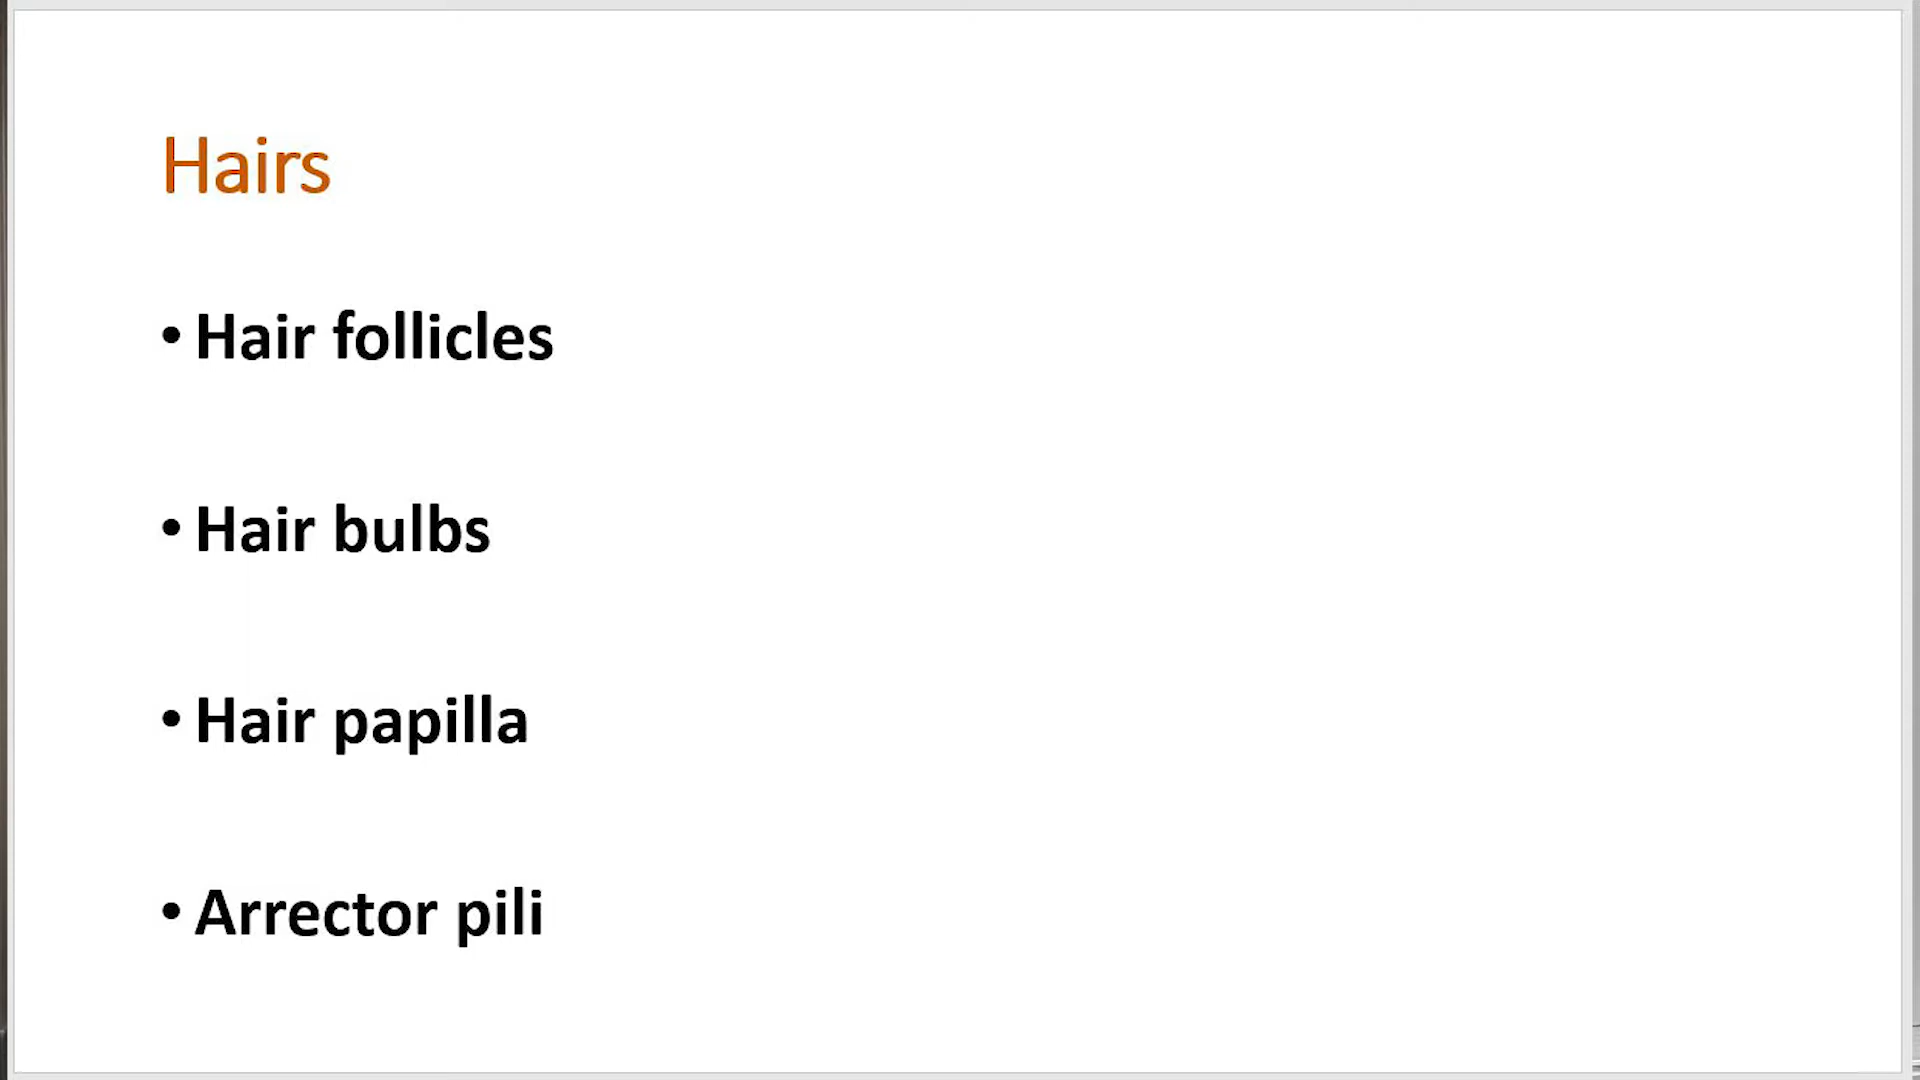 Hairs
• Hair follicles
• Hair bulbs
• Hair papilla
• Arrector pili